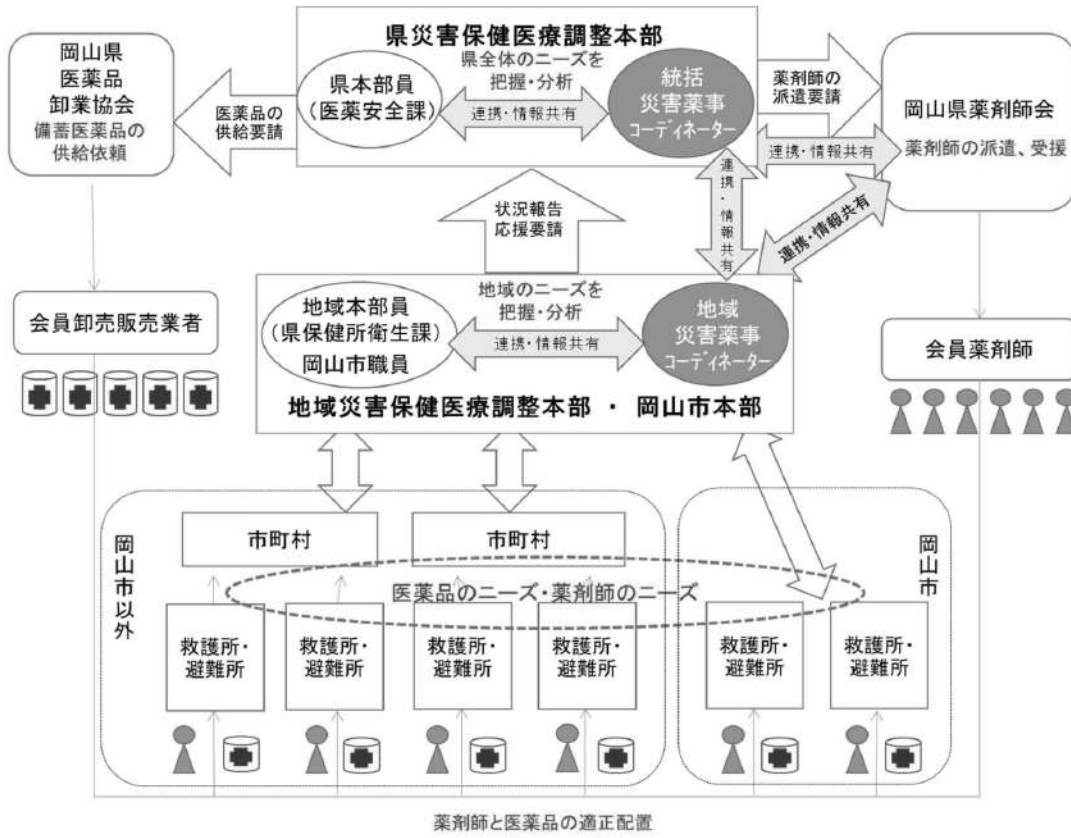 県災害保健医療調整本部
岡山県
医薬品
卸業協会
備蓄医薬品の
供給依頼
医薬品の
供給要請
県本部員
(医薬安全課)
県全体のニーズを
把握・分析
連携・情報共有
統括
災害薬事
コーディネーター
薬剤師の
派遣要請
連携・情報共有
岡山県薬剤師会
薬剤師の派遣、受援
状況報告
応援要請
連携・情報共有
連携・情報共有
会員卸売販売業者
地域本部員
(県保健所衛生課)
岡山市職員
地域のニーズを
把握・分析
連携・情報共有
地域
災害薬事
コーディネーター
地域災害保健医療調整本部 ・ 岡山市本部
会員薬剤師
岡山市以外
市町村
市町村
岡山市
医薬品のニーズ・薬剤師のニーズ
救護所・
避難所
救護所・
避難所
救護所・
避難所
救護所・
避難所
救護所・
避難所
救護所・
避難所
薬剤師と医薬品の適正配置